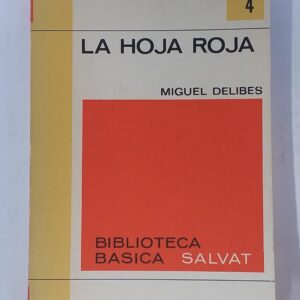 4
LA HOJA ROJA
MIGUEL DELIBES
BIBLIOTECA
BASICA SALVAT